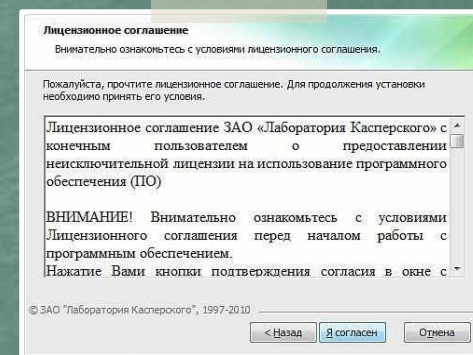 Лицензионное соглашение
Внимательно ознакомьтесь с условиями лицензионного соглашения.
Пожалуйста, прочтите лицензионное соглашение. Для продолжения установки
необходимо принять его условия.
Лицензионное соглашение ЗАО «Лаборатория Касперского» с
конечным пользователем о предоставлении
неисключительной лицензии на использование программного
обеспечения (ПО)
ВНИМАНИЕ! Внимательно ознакомьтесь с условиями
Лицензионного соглашения перед началом работы с
программным обеспечением.
Нажатие Вами кнопки подтверждения согласия в окне с
© ЗАО "Лаборатория Касперского", 1997-2010
< Назад
Я согласен
Отмена